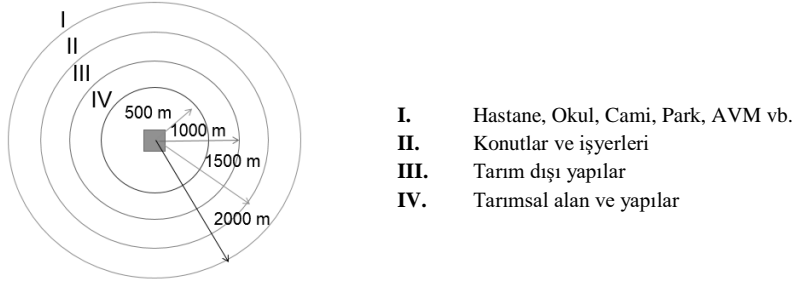 I
II
III
IV
500 m
1000 m
1500 m
2000 m
I. Hastane, Okul, Cami, Park, AVM vb.
II. Konutlar ve işyerleri
III. Tarım dışı yapılar
IV. Tarımsal alan ve yapılar